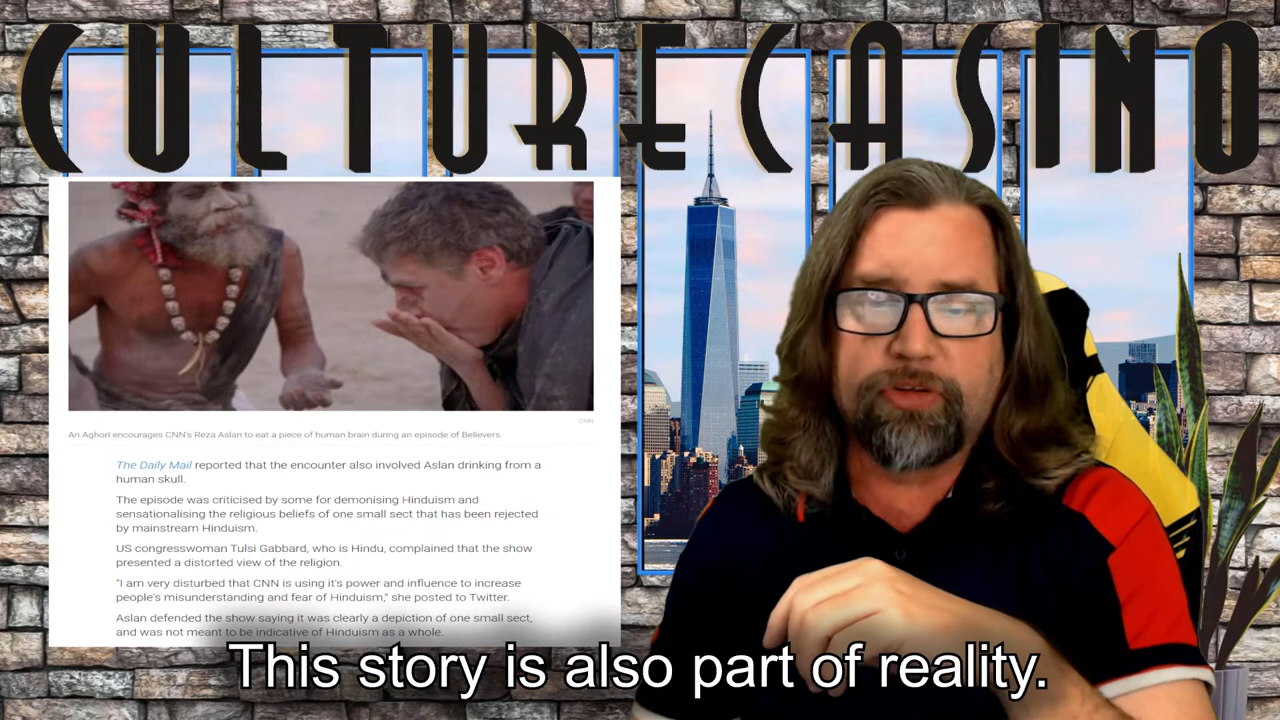 CULTURE CASINO
CNN
An Aghori encourages CNN's Reza Aslan to eat a piece of human brain during an episode of Believers.
The Daily Mail reported that the encounter also involved Aslan drinking from a
human skull.
The episode was criticised by some for demonising Hinduism and
sensationalising the religious beliefs of one small sect that has been rejected
by mainstream Hinduism.
US congresswoman Tulsi Gabbard, who is Hindu, complained that the show
presented a distorted view of the religion.
"I am very disturbed that CNN is using it's power and influence to increase
people's misunderstanding and fear of Hinduism," she posted to Twitter.
Aslan defended the show saying it was clearly a depiction of one small sect,
and was not meant to be indicative of Hinduism as a whole.
This story is also part of reality.